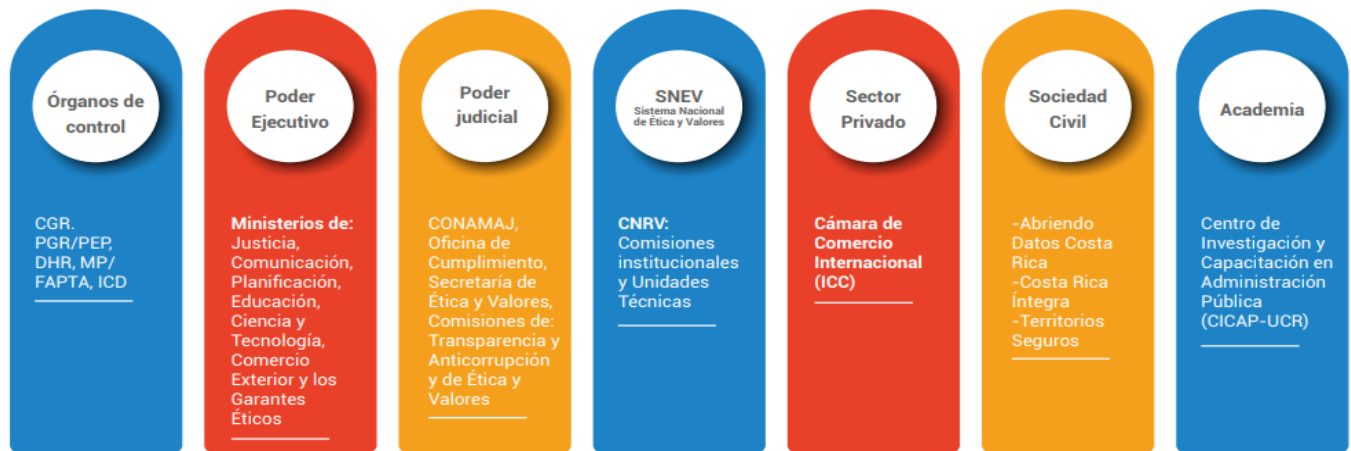 Órganos de
control
CGR.
PGR/PEP,
DHR, MP/
FAPTA, ICD
Poder
Ejecutivo
Ministerios de:
Justicia,
Comunicación,
Planificación,
Educación,
Ciencia y
Tecnología,
Comercio
Exterior y los
Garantes
Éticos
Poder
judicial
CONAMAJ,
Oficina de
Cumplimiento,
Secretaría de
Ética y Valores,
Comisiones de:
Transparencia y
Anticorrupción
y de Ética y
Valores
SNEV
Sistema Nacional
de Ética y Valores
CNRV:
Comisiones
institucionales
y Unidades
Técnicas
Sector
Privado
Cámara de
Comercio
Internacional
(ICC)
Sociedad
Civil
-Abriendo
Datos Costa
Rica
-Costa Rica
Íntegra
-Territorios
Seguros
Academia
Centro de
Investigación y
Capacitación en
Administración
Pública
(CICAP-UCR)